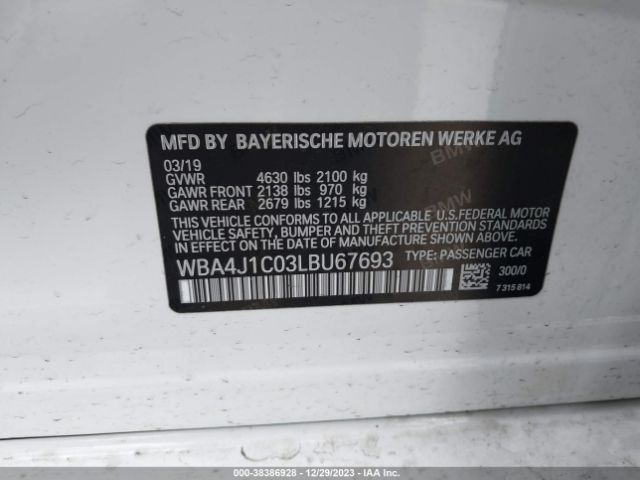 MFD BY BAYERISCHE MOTOREN WERKE AG
03/19
GVWR 4630 lbs 2100 kg
GAWR FRONT 2138 lbs 970 kg
GAWR REAR 2679 lbs 1215 kg
THIS VEHICLE CONFORMS TO ALL APPLICABLE U.S.FEDERAL MOTOR
VEHICLE SAFETY, BUMPER AND THEFT PREVENTION STANDARDS
IN EFFECT ON THE DATE OF MANUFACTURE SHOWN ABOVE.
WBA4J1C03LBU67693 TYPE: PASSENGER CAR
300/0
7 315 814
000-38386928 - 12/29/2023 - IAA Inc.